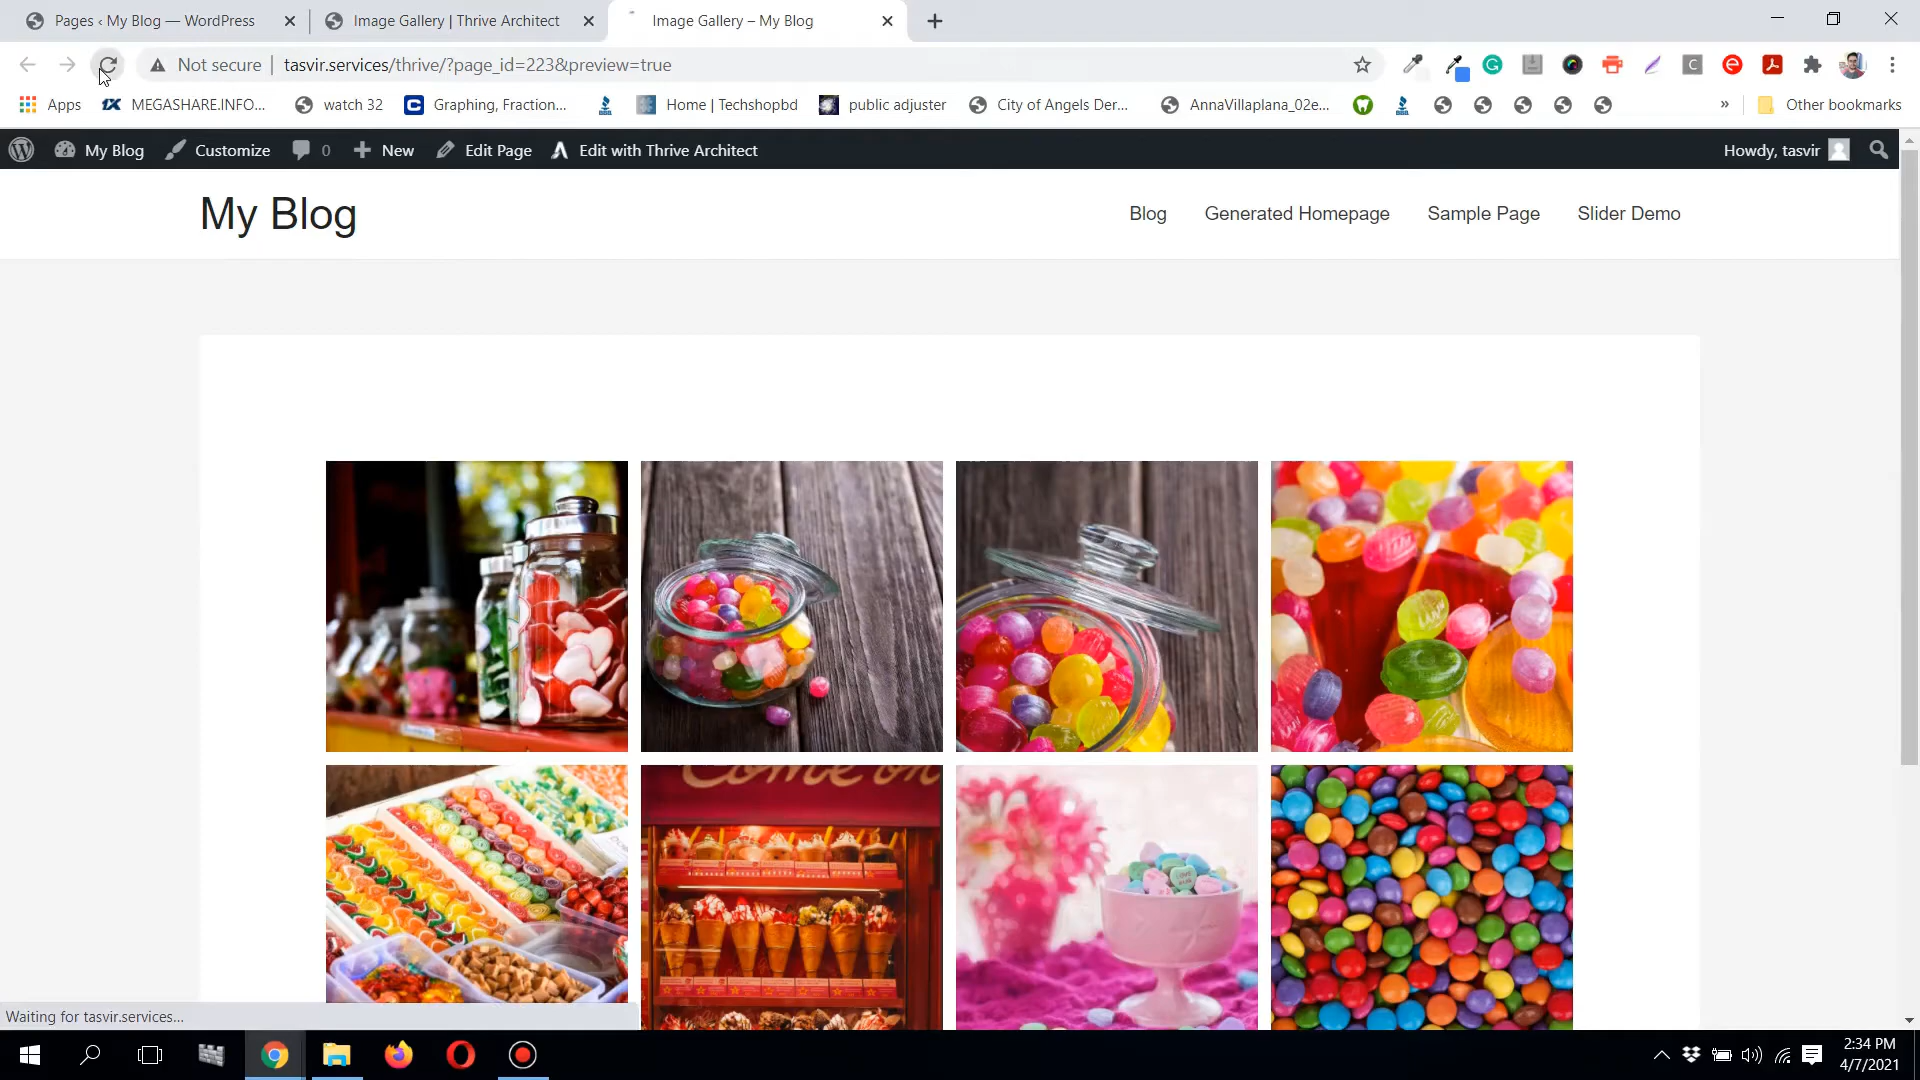 Pages ‹ My Blog — WordPress
Image Gallery | Thrive Architect
Image Gallery – My Blog
Not secure
tasvir.services/thrive/?page_id=223&preview=true
Apps
MEGASHARE.INFO...
watch 32
Graphing, Fraction...
Home | Techshopbd
public adjuster
City of Angels Der...
AnnaVillaplana_02e...
»
Other bookmarks
My Blog
Customize
0
New
Edit Page
Edit with Thrive Architect
Howdy, tasvir
My Blog
Blog
Generated Homepage
Sample Page
Slider Demo
Come on
Waiting for tasvir.services...
2:34 PM
4/7/2021